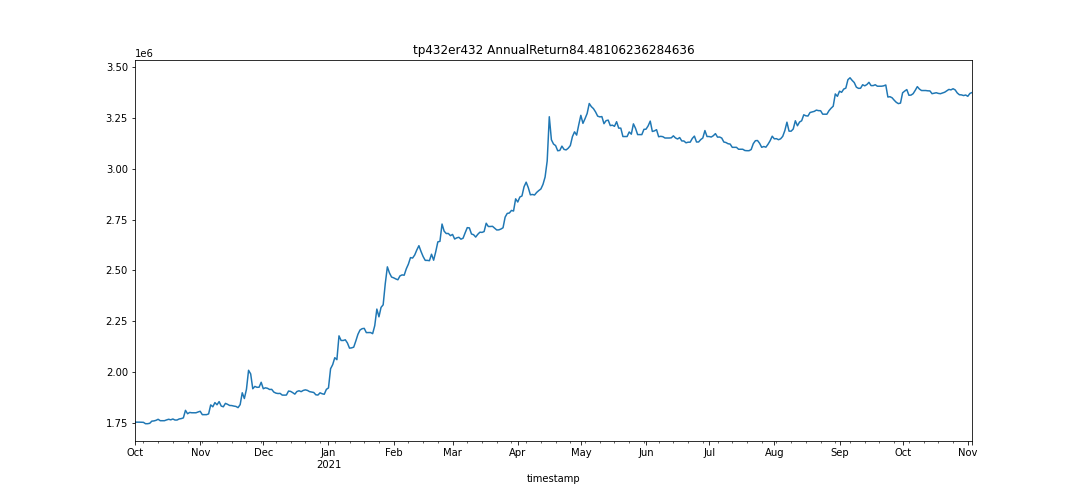 tp432er432 AnnualReturn84.48106236284636
1e6
3.50
3.25
3.00
2.75
2.50
2.25
2.00
1.75
Oct Nov Dec Jan Feb Mar Apr May Jun Jul Aug Sep Oct Nov
2021
timestamp